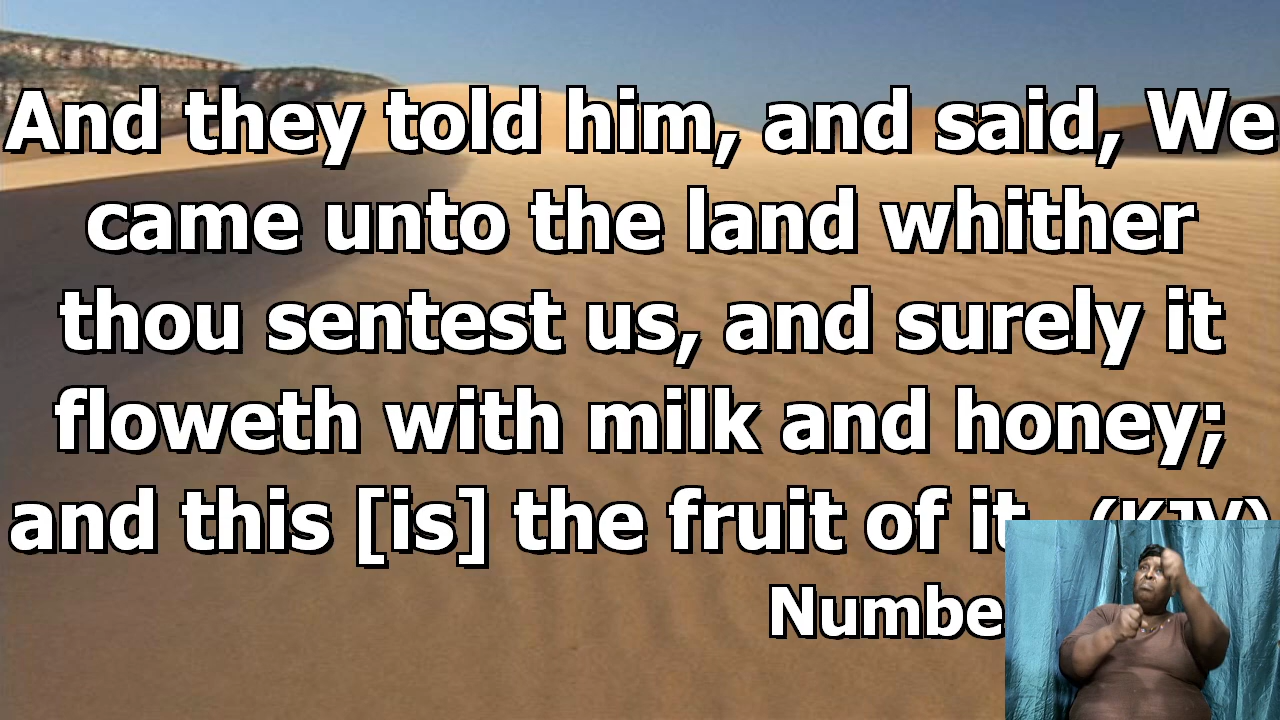 And they told him, and said, We
came unto the land whither
thou sentest us, and surely it
floweth with milk and honey;
and this [is] the fruit of it. (KJV)